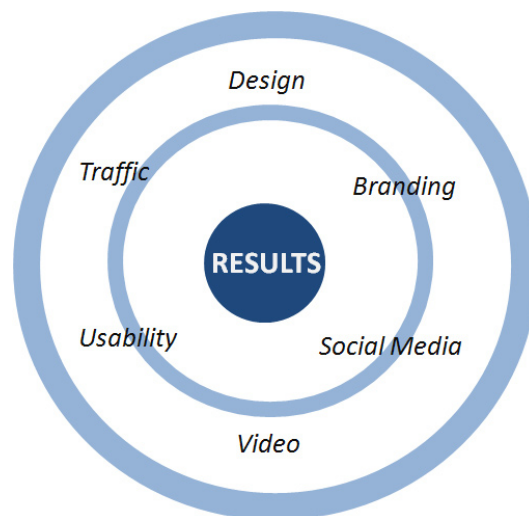 Design
Traffic
Branding
RESULTS
Usability
Social Media
Video